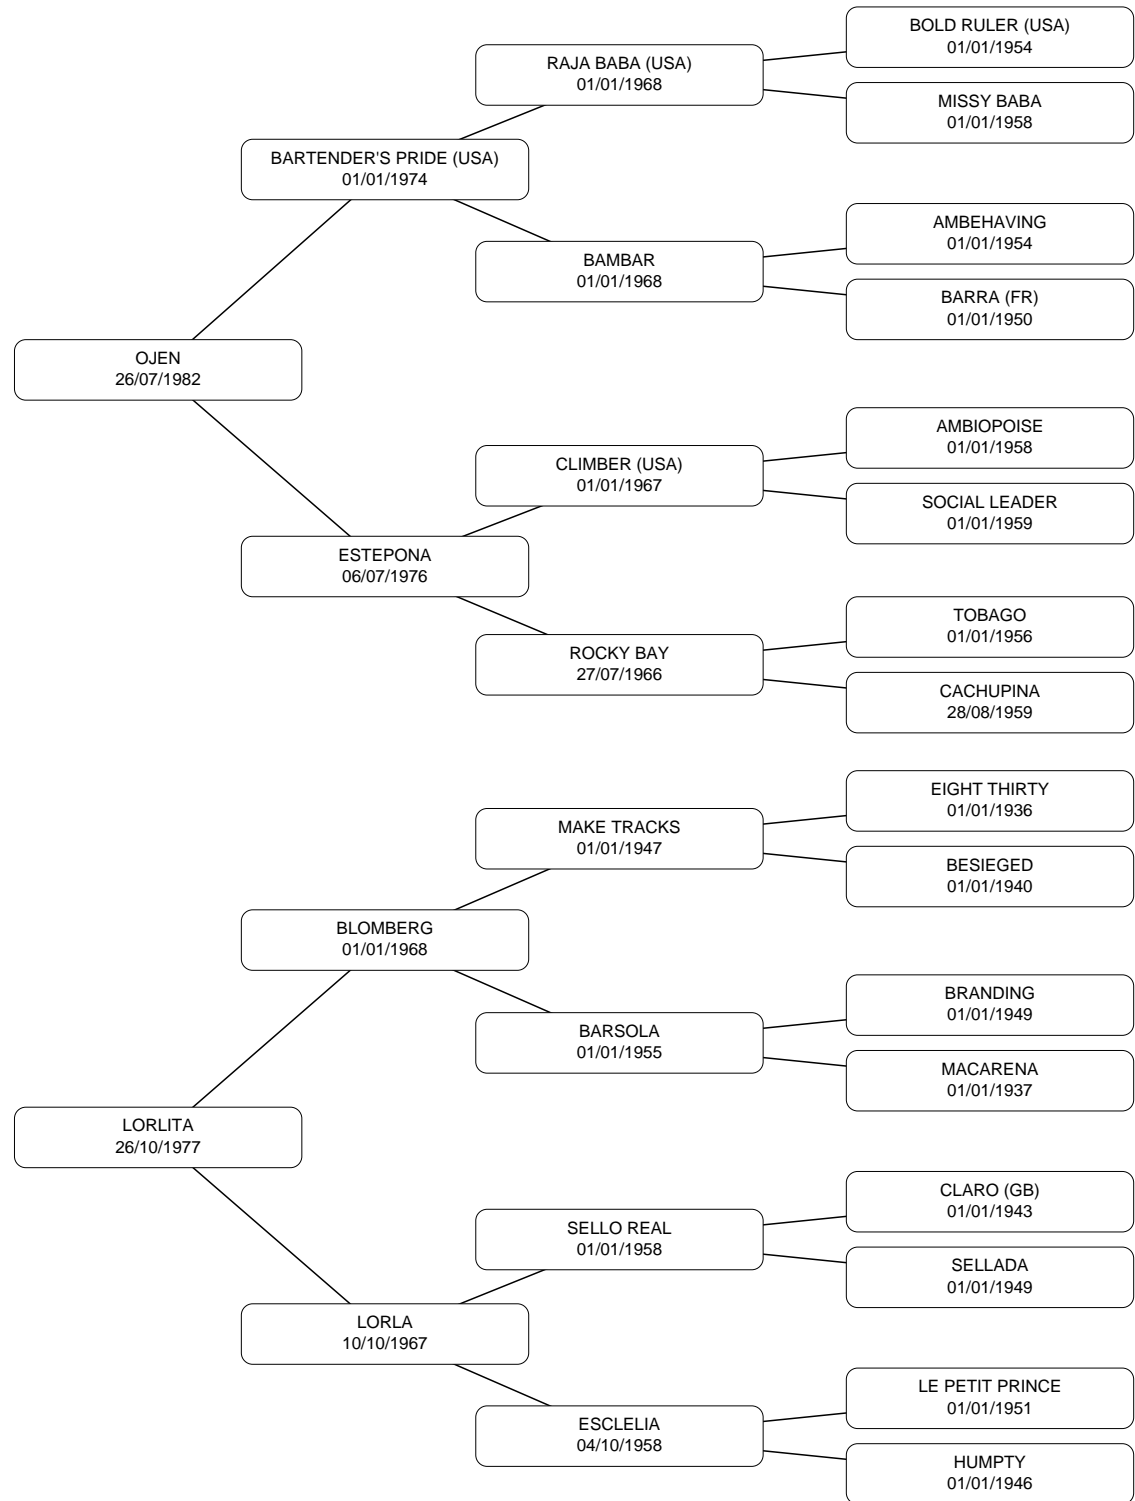 BOLD RULER (USA)
01/01/1954
RAJA BABA (USA)
01/01/1968
MISSY BABA
01/01/1958
BARTENDER'S PRIDE (USA)
01/01/1974
AMBEHAVING
01/01/1954
BAMBAR
01/01/1968
BARRA (FR)
01/01/1950
OJEN
26/07/1982
AMBIOPOISE
01/01/1958
CLIMBER (USA)
01/01/1967
SOCIAL LEADER
01/01/1959
ESTEPONA
06/07/1976
TOBAGO
01/01/1956
ROCKY BAY
27/07/1966
CACHUPINA
28/08/1959
EIGHT THIRTY
01/01/1936
MAKE TRACKS
01/01/1947
BESIEGED
01/01/1940
BLOMBERG
01/01/1968
BRANDING
01/01/1949
BARSOLA
01/01/1955
MACARENA
01/01/1937
LORLITA
26/10/1977
CLARO (GB)
01/01/1943
SELLO REAL
01/01/1958
SELLADA
01/01/1949
LORLA
10/10/1967
LE PETIT PRINCE
01/01/1951
ESCLELIA
04/10/1958
HUMPTY
01/01/1946